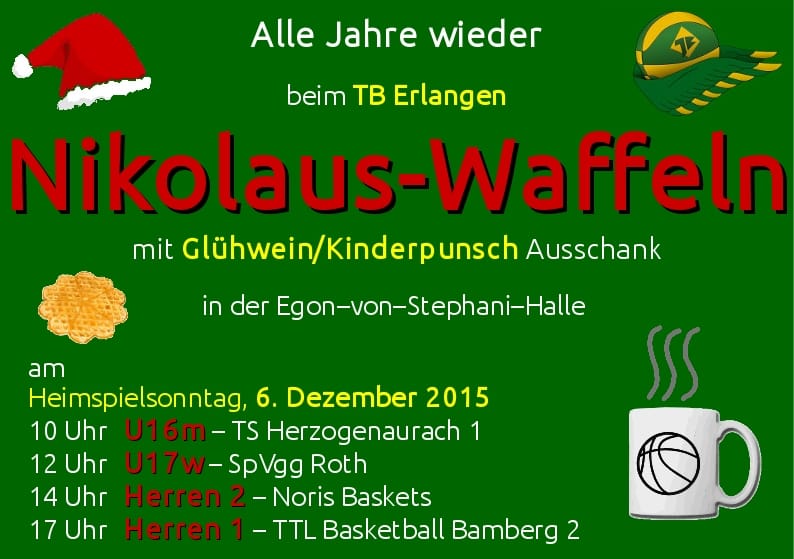 Alle Jahre wieder
TB
beim TB Erlangen
Nikolaus-Waffeln
mit Glühwein/Kinderpunsch Ausschank
in der Egon–von–Stephani–Halle
am
Heimspielsonntag, 6. Dezember 2015
10 Uhr U16m – TS Herzogenaurach 1
12 Uhr U17w – SpVgg Roth
14 Uhr Herren 2 – Noris Baskets
17 Uhr Herren 1 – TTL Basketball Bamberg 2